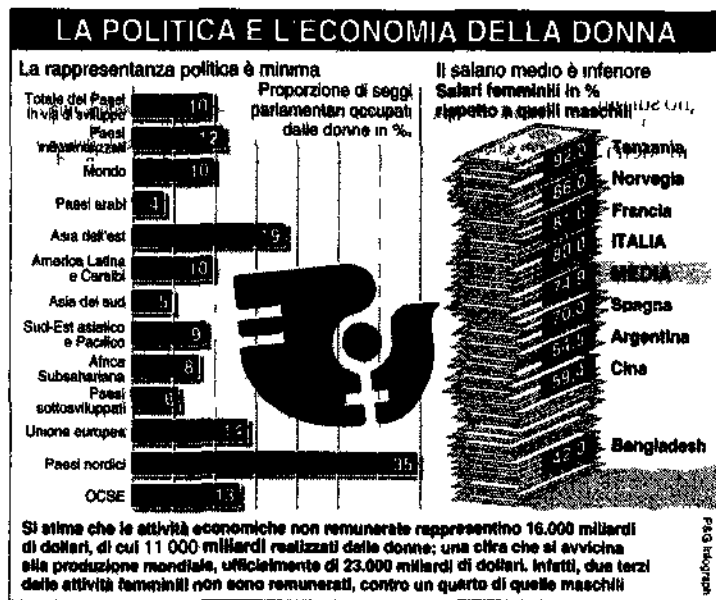 LA POLITICA E L'ECONOMIA DELLA DONNA
La rappresentanza politica è minima
Proporzione di seggi
parlamentari occupati
dalle donne in %.
Totale dei Paesi
in via di sviluppo 10
Paesi
industrializzati 12
Mondo 10
Paesi arabi 4
Asia dell'est 19
America Latina
e Caraibi 10
Asia del sud 5
Sud-Est asiatico
e Pacifico 9
Africa
Subsahariana 8
Paesi
sottosviluppati
Unione europea
Paesi nordici 35
OCSE 13
Il salario medio è inferiore
Salari femminili in %
rispetto a quelli maschili
92,0 Tanzania
Norvegia
Francia
80,0 ITALIA
MEDIA
70,0 Spagna
Argentina
Cina
42,0 Bangladesh
Si stima che le attività economiche non remunerate rappresentino 16.000 miliardi
di dollari, di cui 11 000 miliardi realizzati dalle donne: una cifra che si avvicina
alla produzione mondiale, ufficialmente di 23.000 miliardi di dollari. Infatti, due terzi
delle attività femminili non sono remunerati, contro un quarto di quelle maschili
P&G Infograph